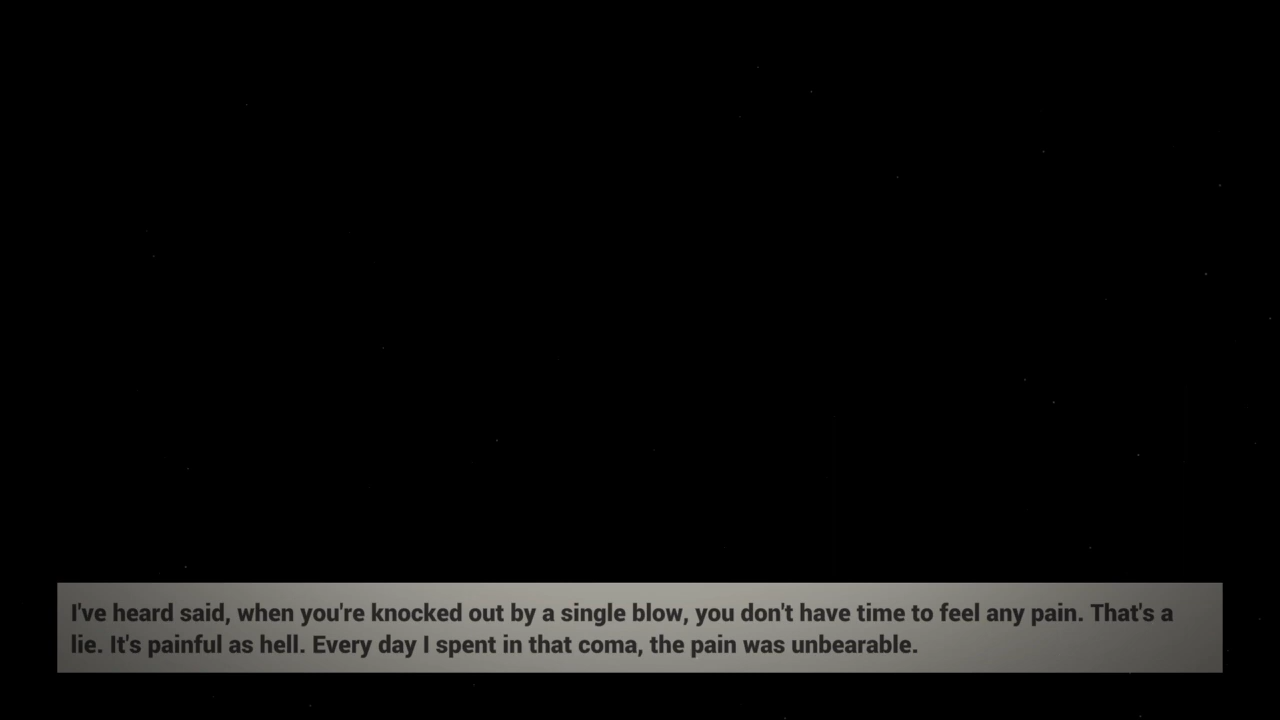 I've heard said, when you're knocked out by a single blow, you don't have time to feel any pain. That's a
lie. It's painful as hell. Every day I spent in that coma, the pain was unbearable.